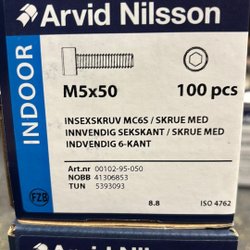 Arvid Nilsson
INDOOR
M5x50
100 pcs
INSEXSKRUV MC6S / SKRUE MED
INNVENDIG SEKSKANT / SKRUE MED
INDVENDIG 6-KANT
Art.nr 00102-95-050
NOBB 41306853
TUN 5393093
FZB
8.8
ISO 4762
Arvid Nilsson